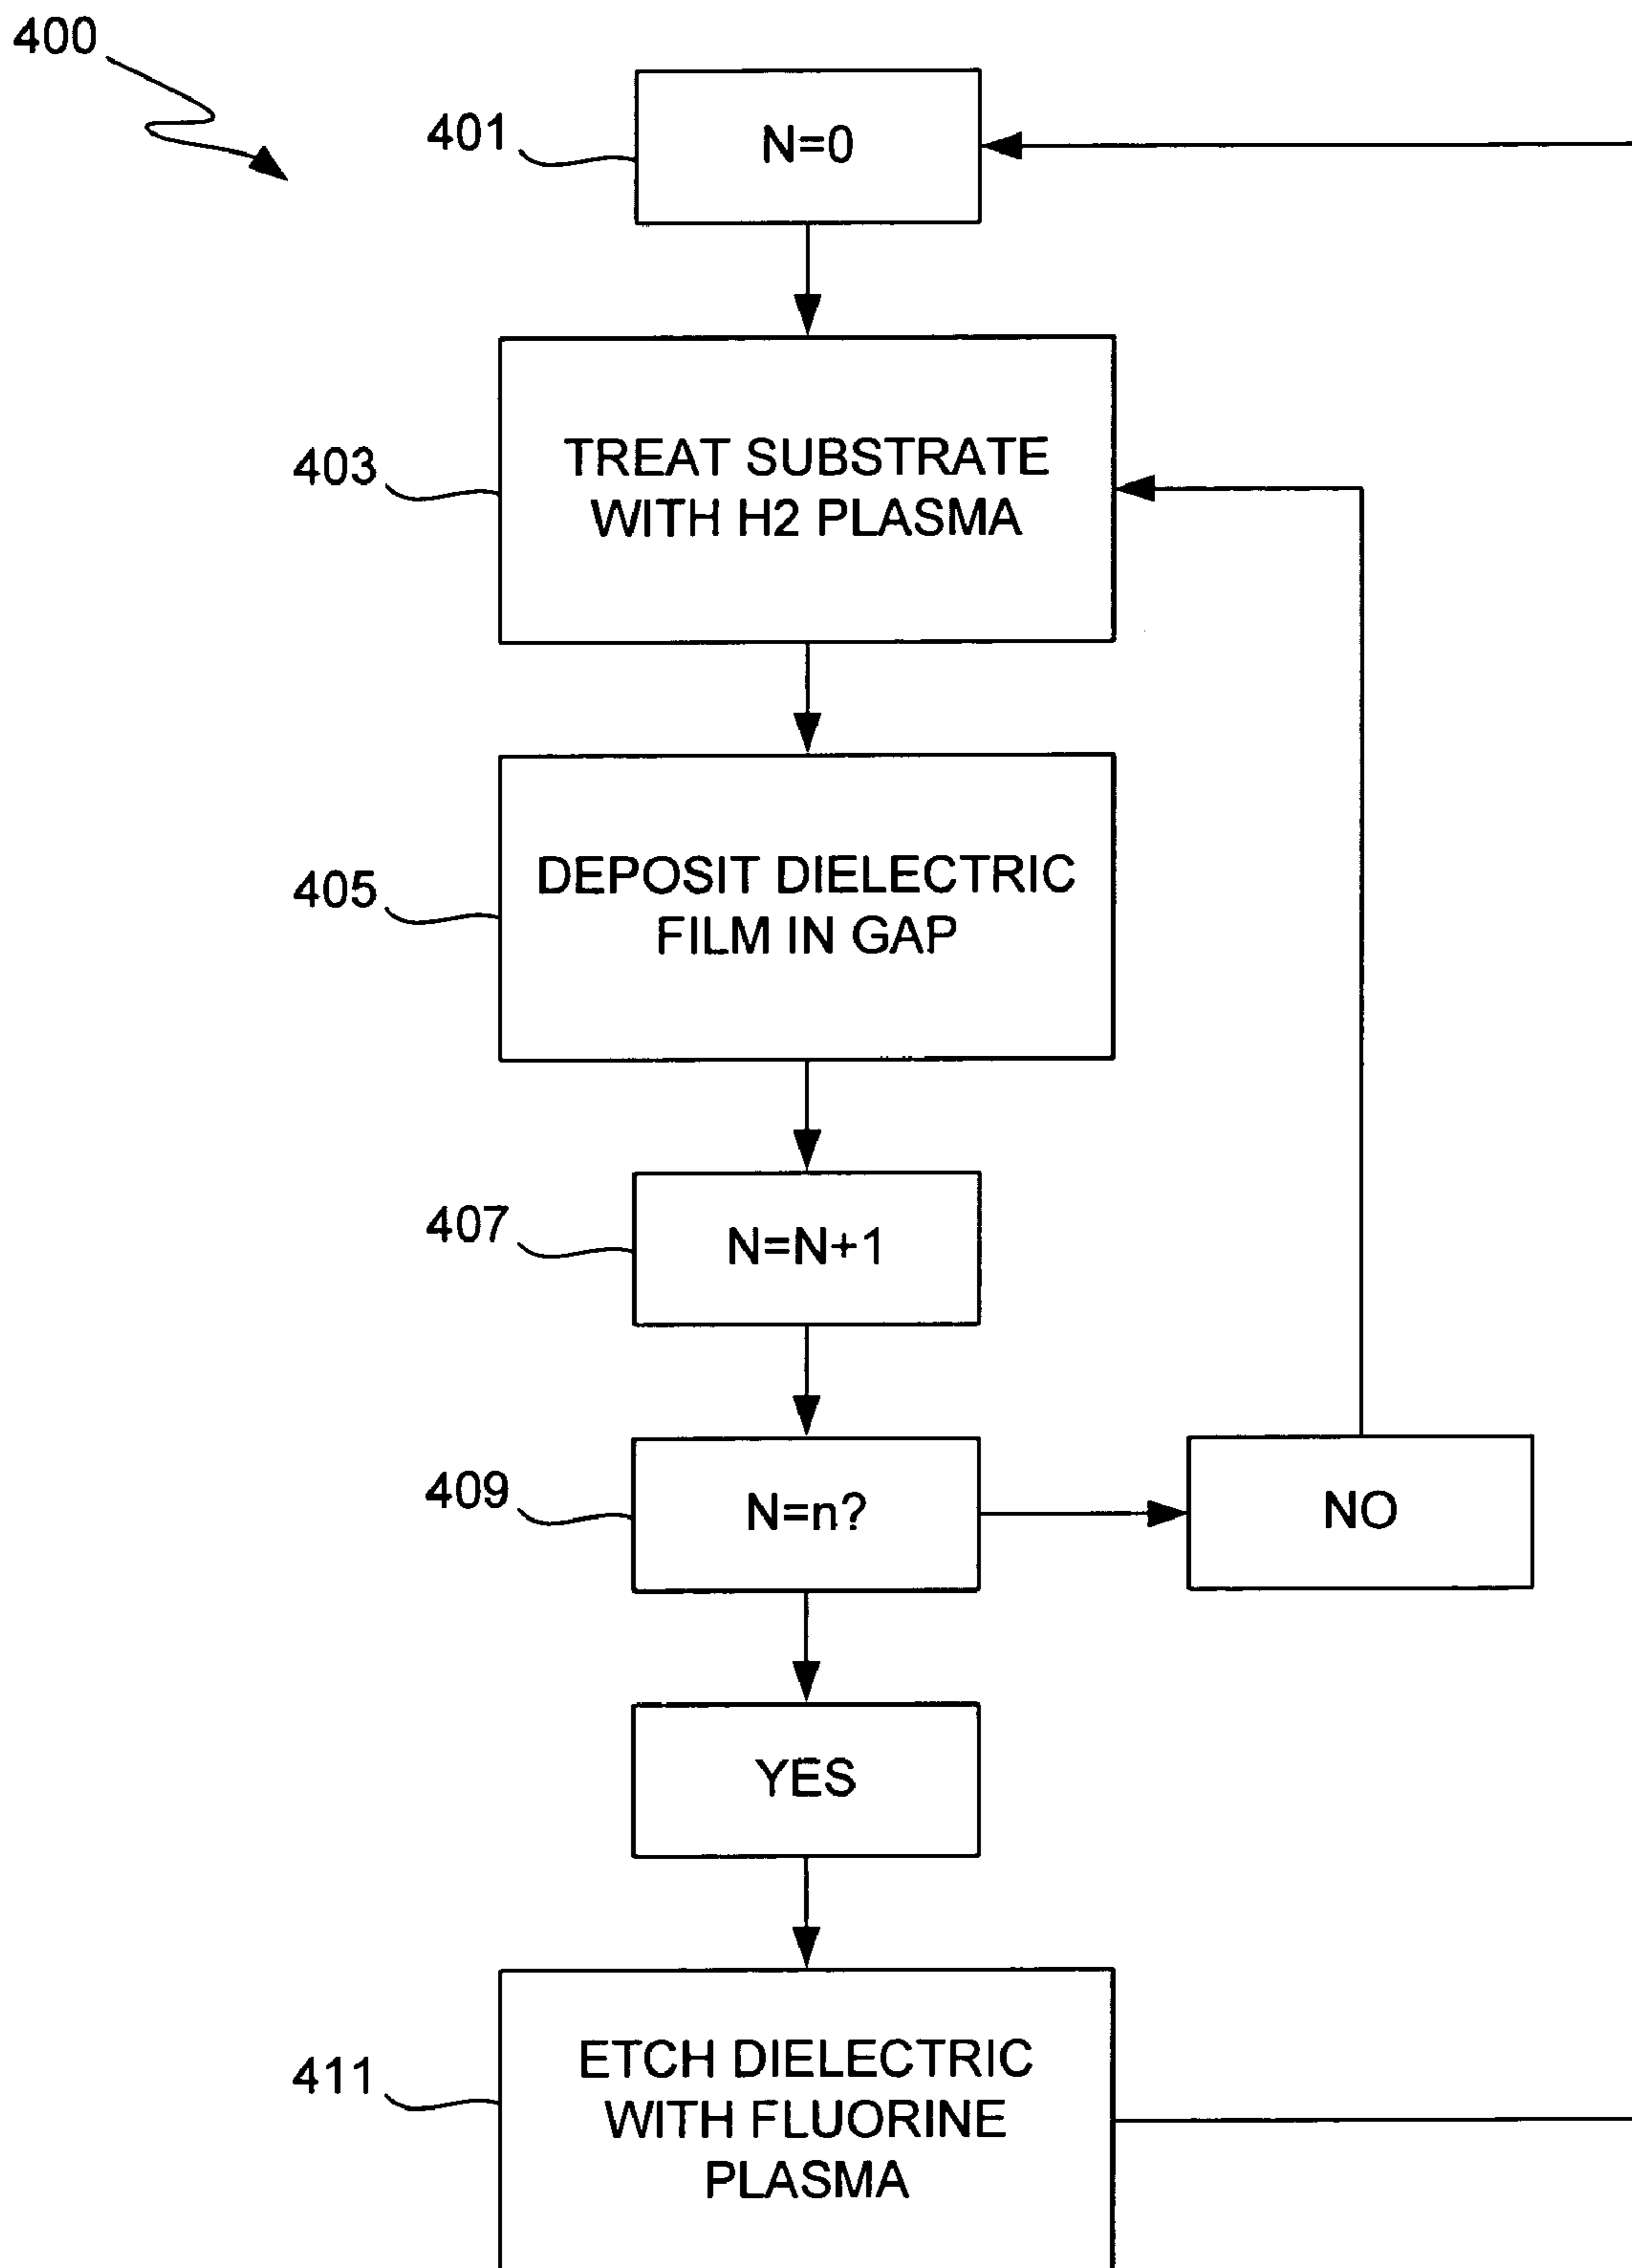 400
401
N=0
403
TREAT SUBSTRATE
WITH H2 PLASMA
405
DEPOSIT DIELECTRIC
FILM IN GAP
407
N=N+1
409
N=n?
NO
YES
411
ETCH DIELECTRIC
WITH FLUORINE
PLASMA